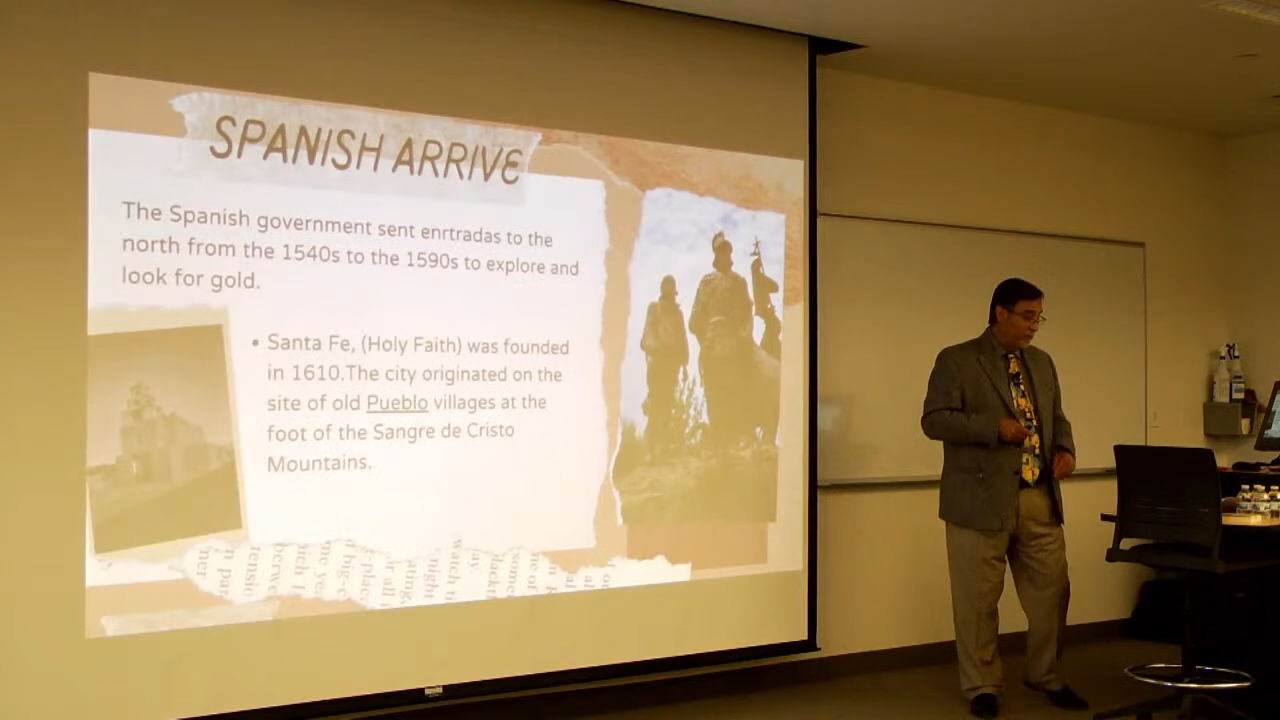 SPANISH ARRIVE
The Spanish government sent enrtradas to the
north from the 1540s to the 1590s to explore and
look for gold.
• Santa Fe, (Holy Faith) was founded
in 1610.The city originated on the
site of old Pueblo villages at the
foot of the Sangre de Cristo
Mountains.